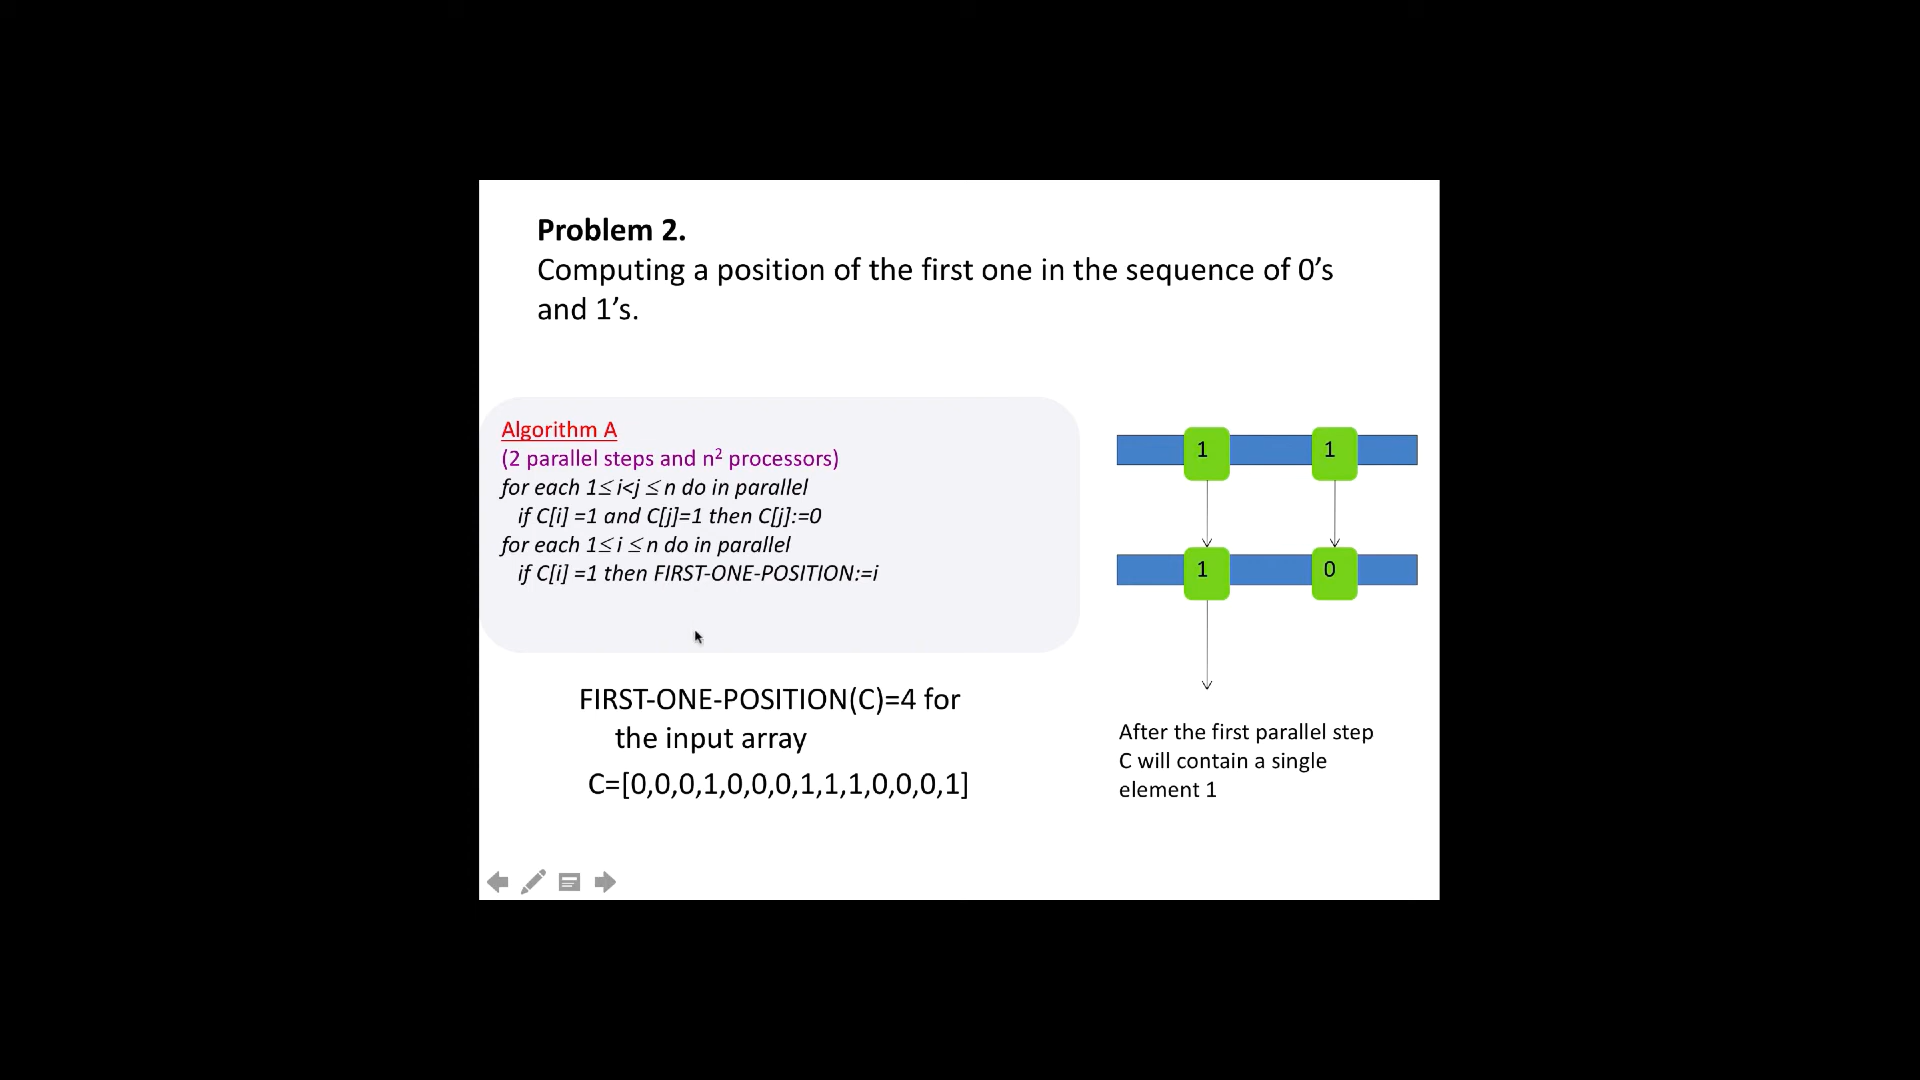 Problem 2.
Computing a position of the first one in the sequence of 0’s
and 1’s.
Algorithm A
(2 parallel steps and n² processors)
for each 1≤ i<j ≤ n do in parallel
if C[i] =1 and C[j]=1 then C[j]:=0
for each 1≤ i ≤ n do in parallel
if C[i] =1 then FIRST-ONE-POSITION:=i
FIRST-ONE-POSITION(C)=4 for
the input array
C=[0,0,0,1,0,0,0,1,1,1,0,0,0,1]
1 1
1 0
After the first parallel step
C will contain a single
element 1